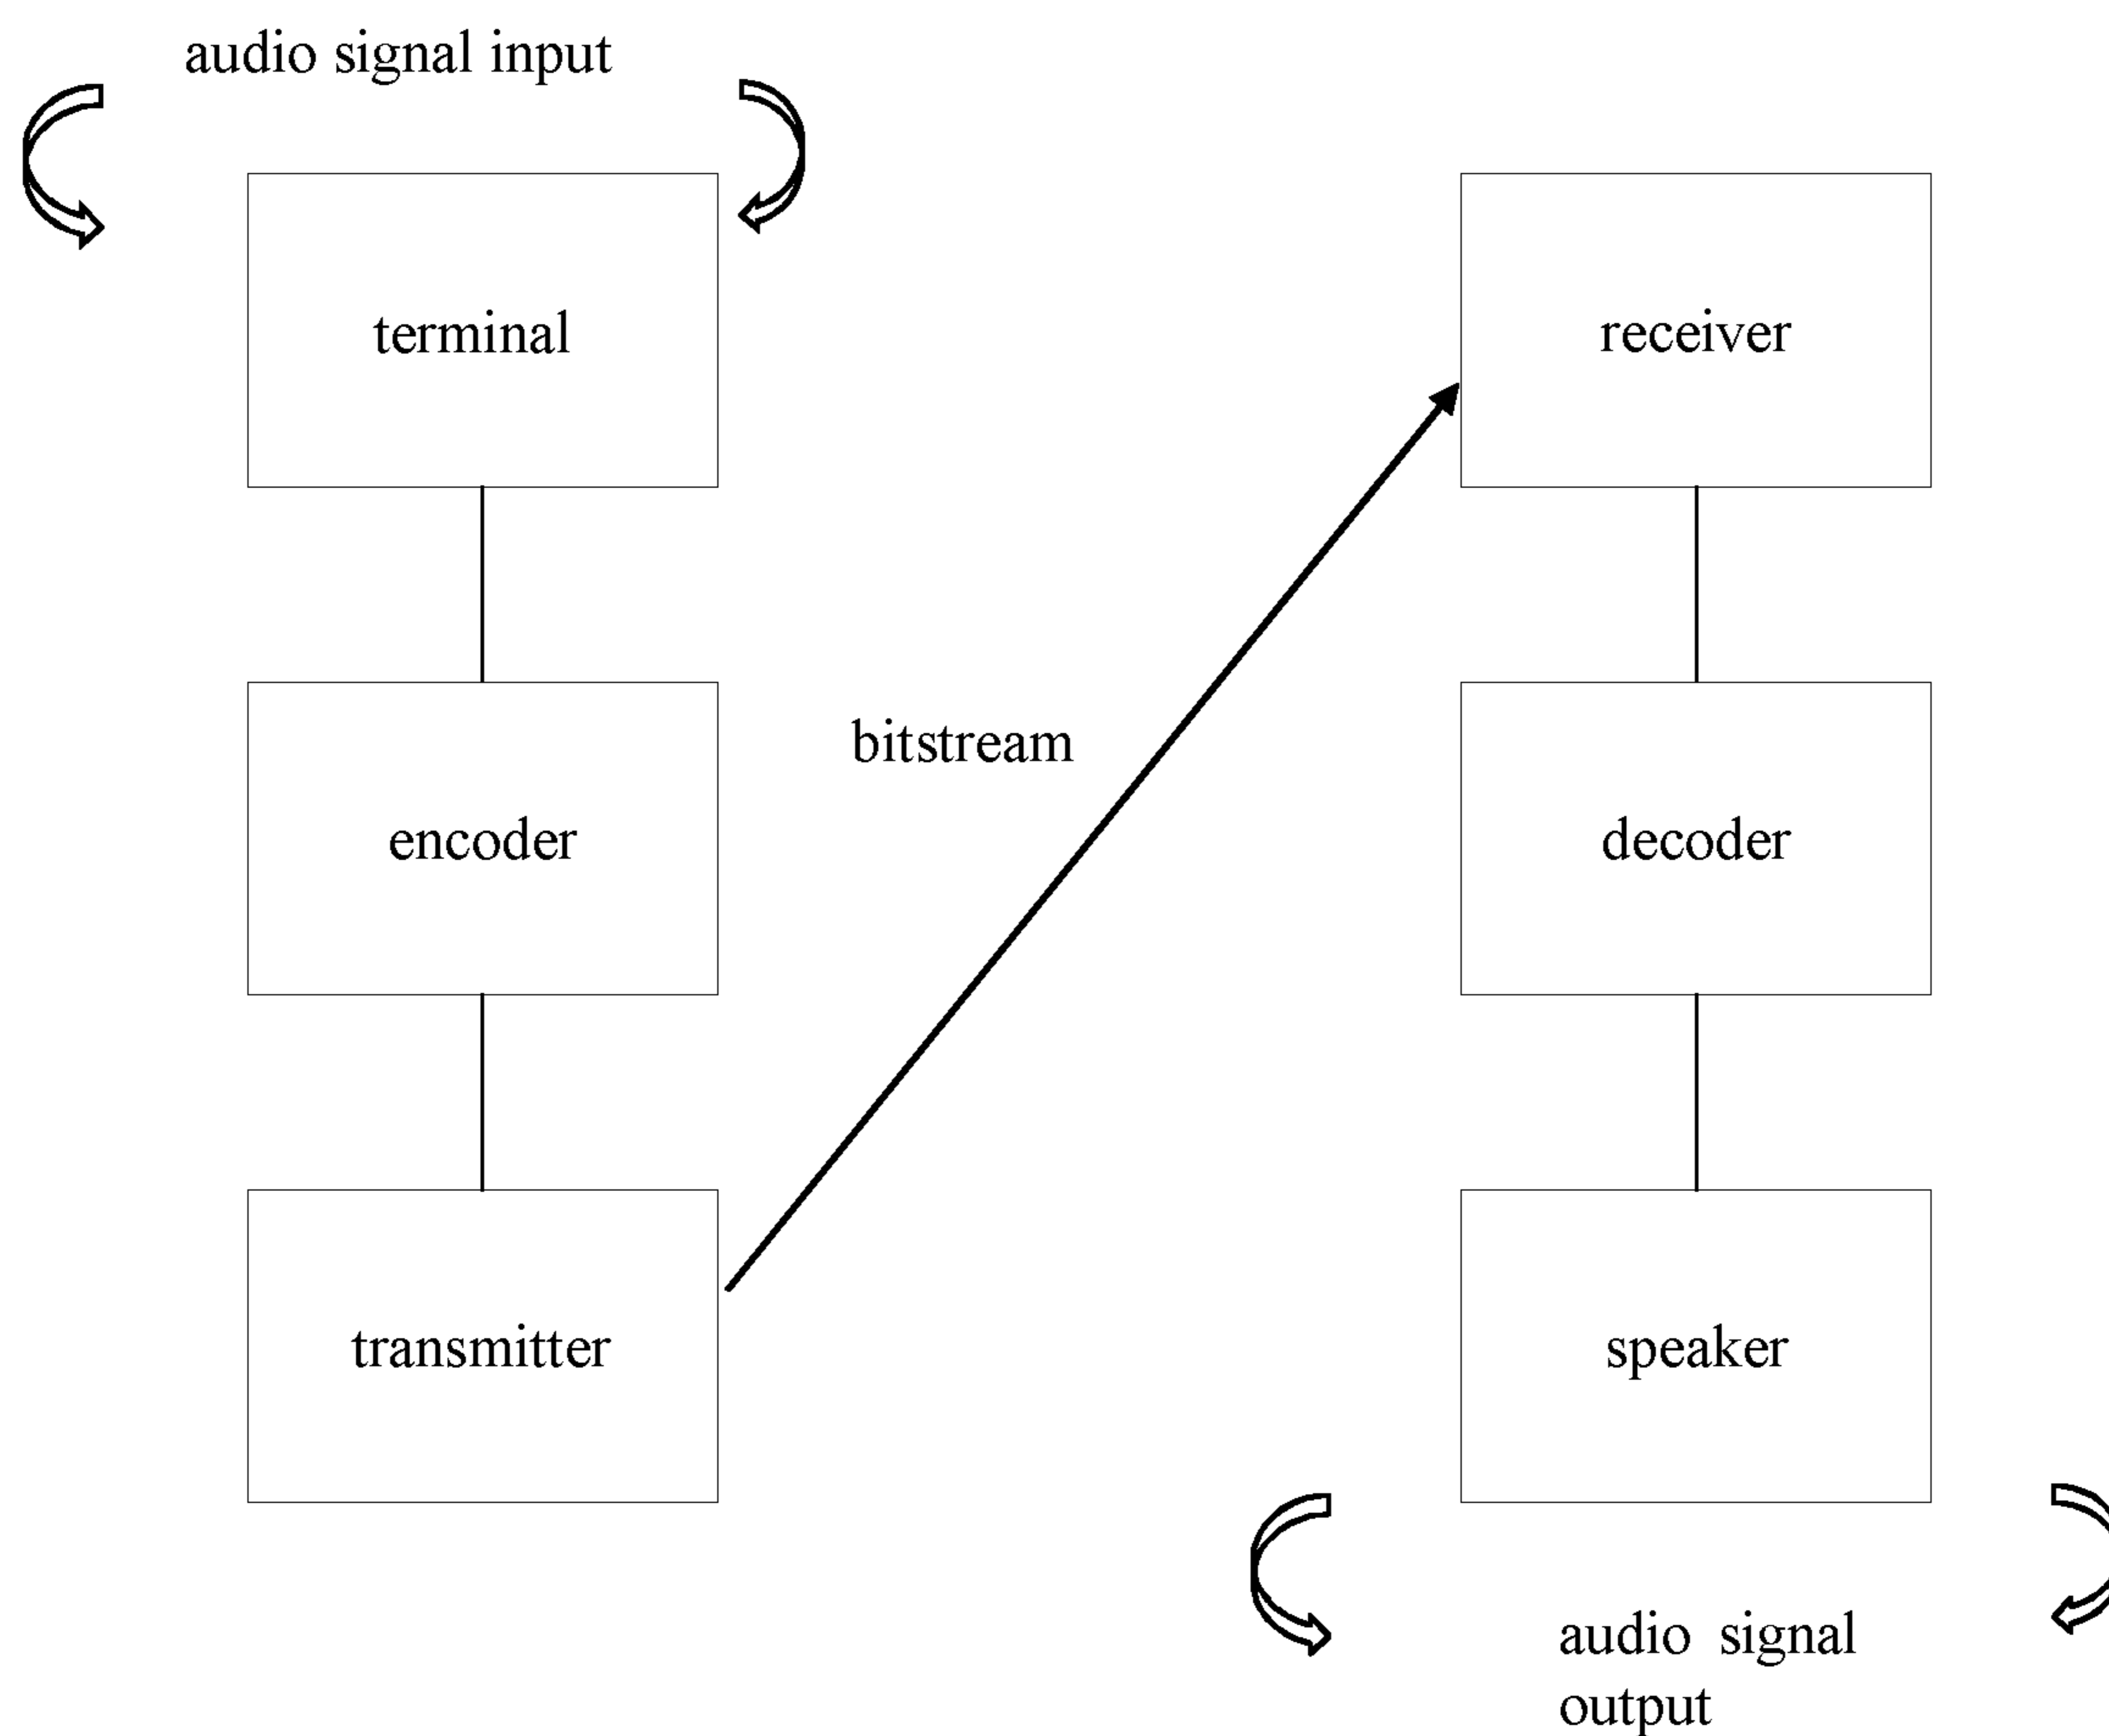 audio signal input
terminal
encoder
transmitter
bitstream
receiver
decoder
speaker
audio signal
output